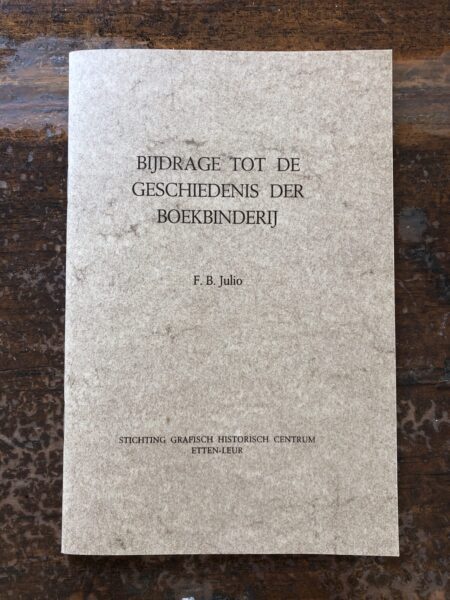 BIJDRAGE TOT DE
GESCHIEDENIS DER
BOEKBINDERIJ
F. B. Julio
STICHTING GRAFISCH HISTORISCH CENTRUM
ETTEN-LEUR